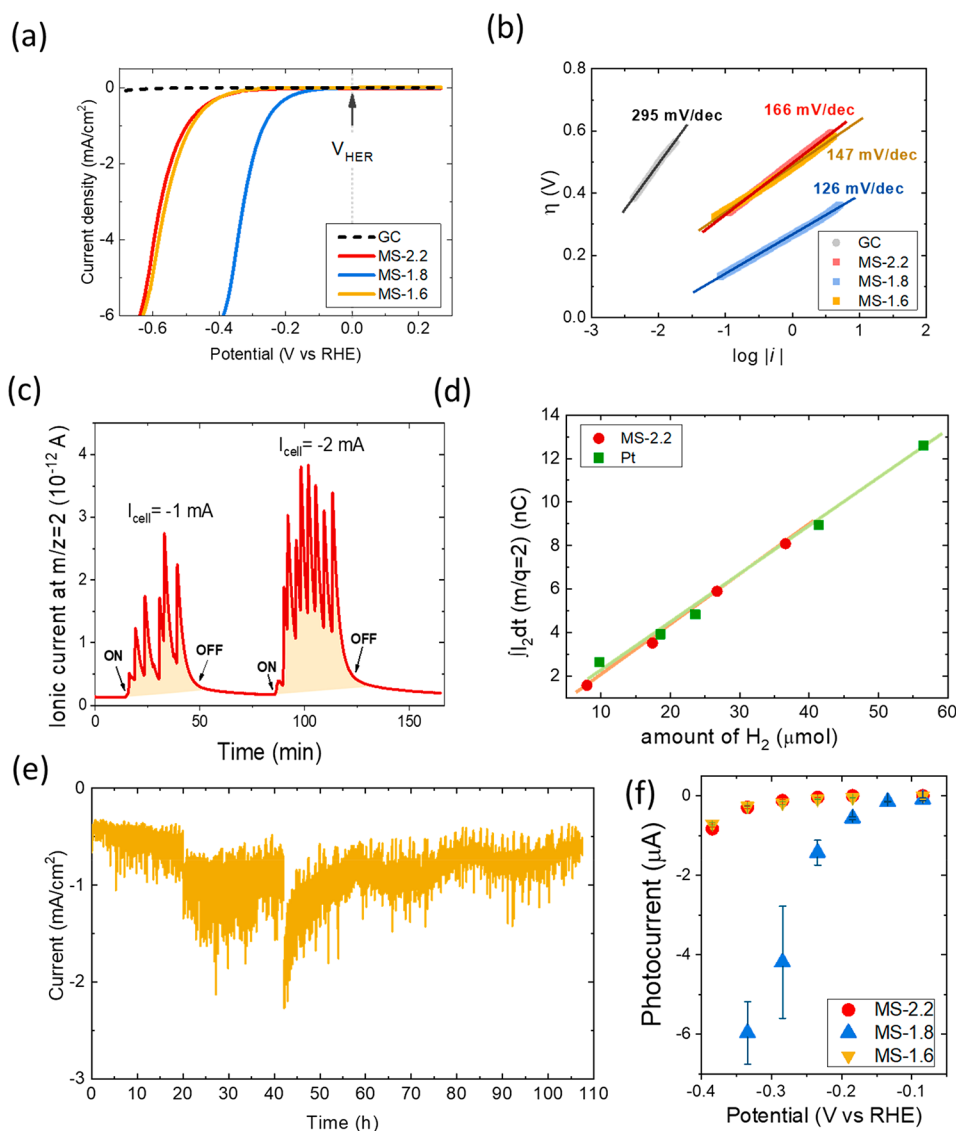 (a)
0
-2
-4
-6
Current density (mA/cm²)
V_HER
GC
MS-2.2
MS-1.8
MS-1.6
-0.6
-0.4
-0.2
0.0
0.2
Potential (V vs RHE)
(b)
0.8
0.6
0.4
0.2
0.0
η (V)
295 mV/dec
166 mV/dec
147 mV/dec
126 mV/dec
GC
MS-2.2
MS-1.8
MS-1.6
-3
-2
-1
0
1
2
log |i|
(c)
5
4
3
2
1
0
Ionic current at m/z=2 (10⁻¹² A)
I_cell= -1 mA
I_cell= -2 mA
ON
OFF
ON
OFF
0
50
100
150
Time (min)
(d)
14
12
10
8
6
4
2
∫I₂dt (m/q=2) (nC)
MS-2.2
Pt
10
20
30
40
50
60
amount of H₂ (μmol)
(e)
0
-1
-2
-3
Current (mA/cm²)
0
10
20
30
40
50
60
70
80
90
100
110
Time (h)
(f)
0
-2
-4
-6
Photocurrent (μA)
MS-2.2
MS-1.8
MS-1.6
-0.4
-0.3
-0.2
-0.1
Potential (V vs RHE)